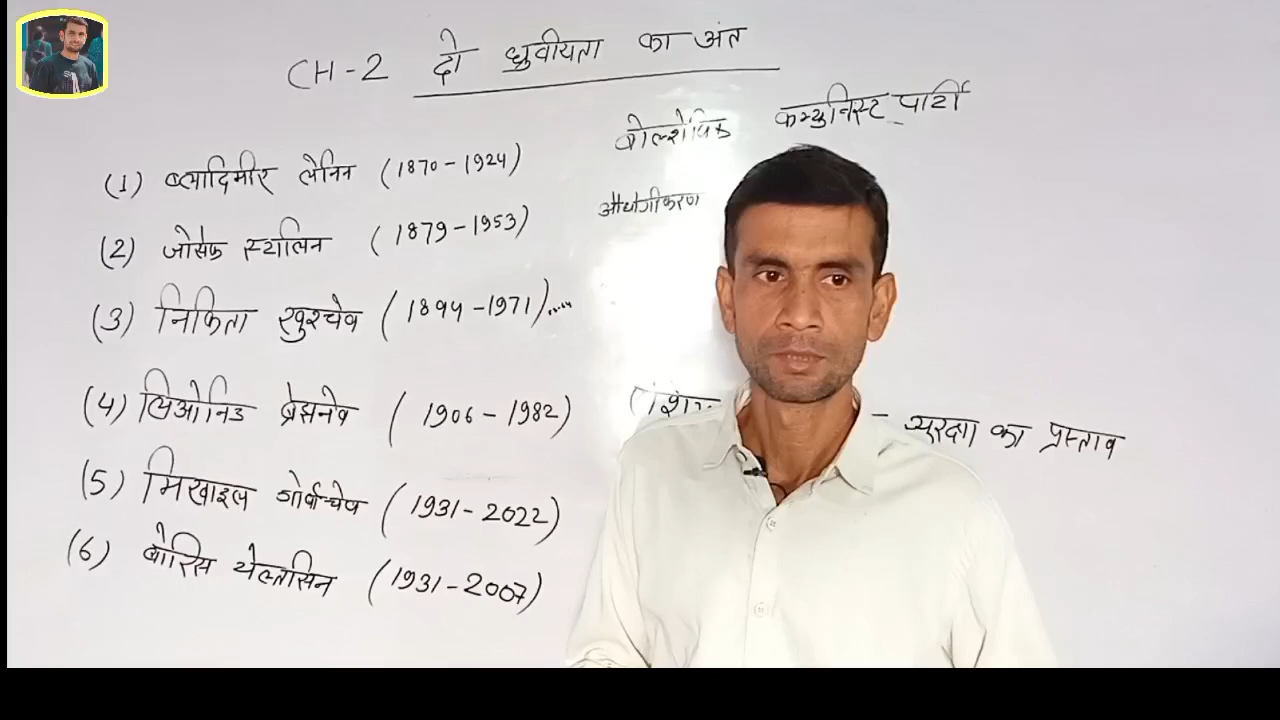 CH-2 दो ध्रुवीयता का अंत
बोल्शेविक कम्युनिस्ट पार्टी
(1) ब्लादिमीर लेनिन (1870-1924)
औद्योगीकरण
(2) जोसेफ स्टालिन (1879-1953)
(3) निकिता ख्रुश्चेव (1894-1971).....
(4) लिओनिड ब्रेझनेव (1906-1982)
- सुरक्षा का प्रस्ताव
(5) मिखाइल गोर्बाचेव (1931-2022)
(6) बोरिस येल्तसिन (1931-2007)